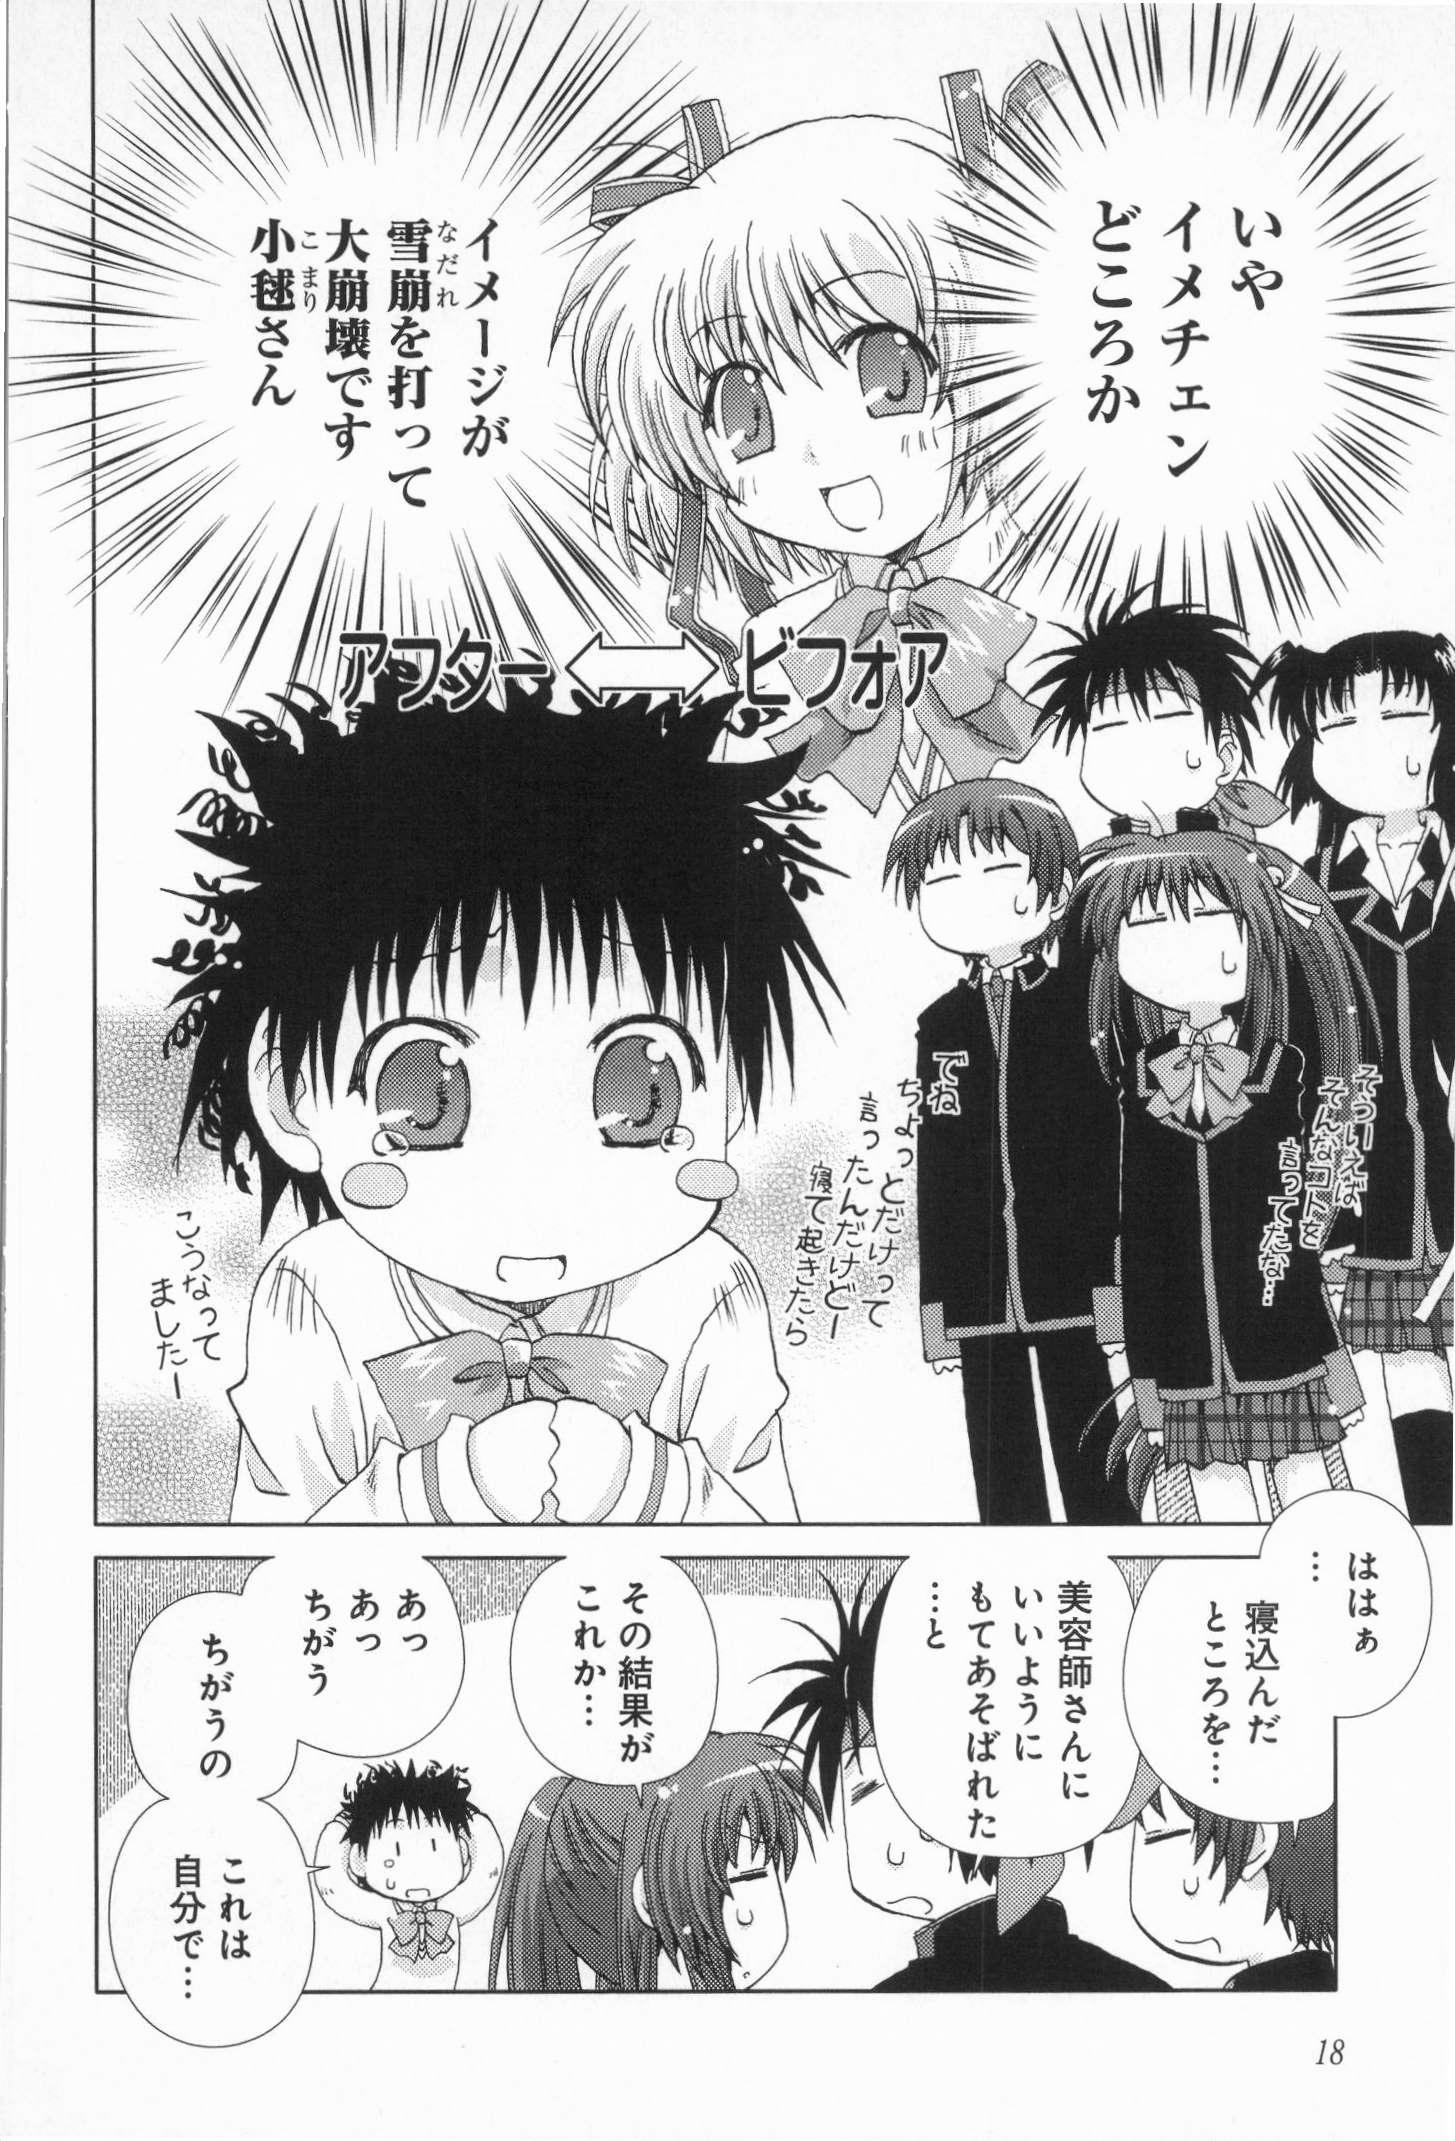 いや
イメチェン
どころか
イメージが
雪崩を打って
なだれ
大崩壊です
小毬さん
こまり
ビフォア
アフター
そういえば
そんなコトを
言ってたな…
でね
ちょっとだけって
言ったんだけどー
寝て起きたら
こうなって
ましたー
ははぁ
…
寝込んだ
ところを…
美容師さんに
いいように
もてあそばれた
…と
その結果が
これか…
あっ
あっ
ちがう
ちがうの
これは
自分で…
18